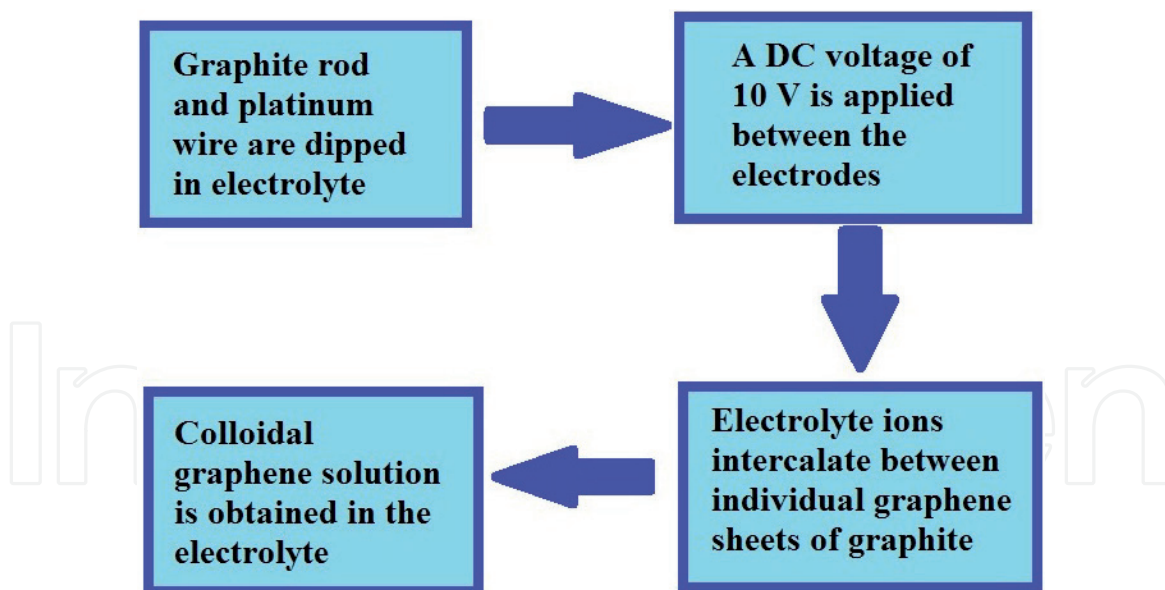 Graphite rod
and platinum
wire are dipped
in electrolyte
A DC voltage of
10 V is applied
between the
electrodes
Electrolyte ions
intercalate between
individual graphene
sheets of graphite
Colloidal
graphene solution
is obtained in the
electrolyte